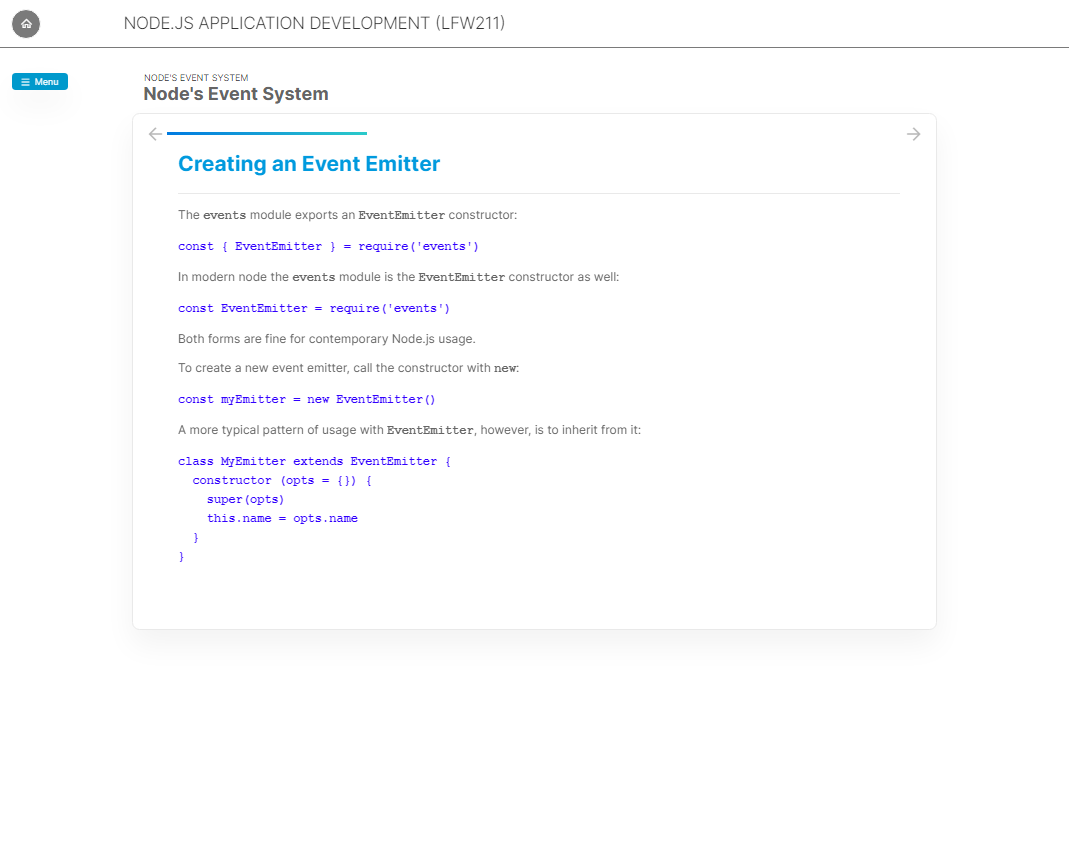 NODE.JS APPLICATION DEVELOPMENT (LFW211)
Menu
NODE'S EVENT SYSTEM
Node's Event System
Creating an Event Emitter
The events module exports an EventEmitter constructor:
const { EventEmitter } = require('events')
In modern node the events module is the EventEmitter constructor as well:
const EventEmitter = require('events')
Both forms are fine for contemporary Node.js usage.
To create a new event emitter, call the constructor with new:
const myEmitter = new EventEmitter()
A more typical pattern of usage with EventEmitter, however, is to inherit from it:
class MyEmitter extends EventEmitter {
  constructor (opts = {}) {
    super(opts)
    this.name = opts.name
  }
}